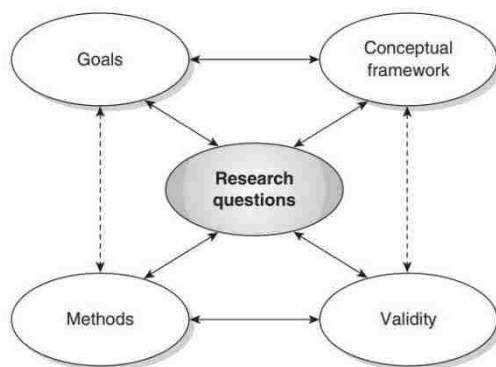 Goals
Conceptual
framework
Research
questions
Methods
Validity